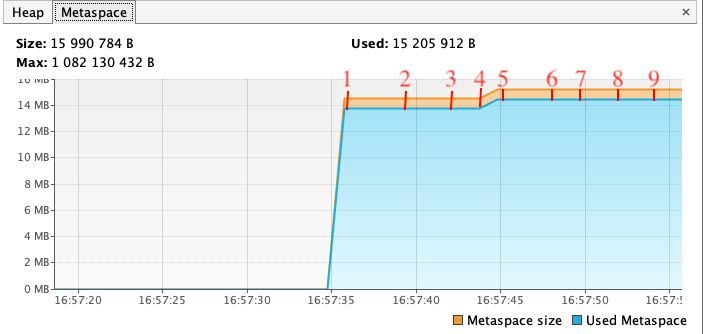 Heap Metaspace ×
Size: 15 990 784 B Used: 15 205 912 B
Max: 1 082 130 432 B
16 MB
1 2 3 4 5 6 7 8 9
14 MB
12 MB
10 MB
8 MB
6 MB
4 MB
2 MB
0 MB
16:57:20 16:57:25 16:57:30 16:57:35 16:57:40 16:57:45 16:57:50
Metaspace size Used Metaspace